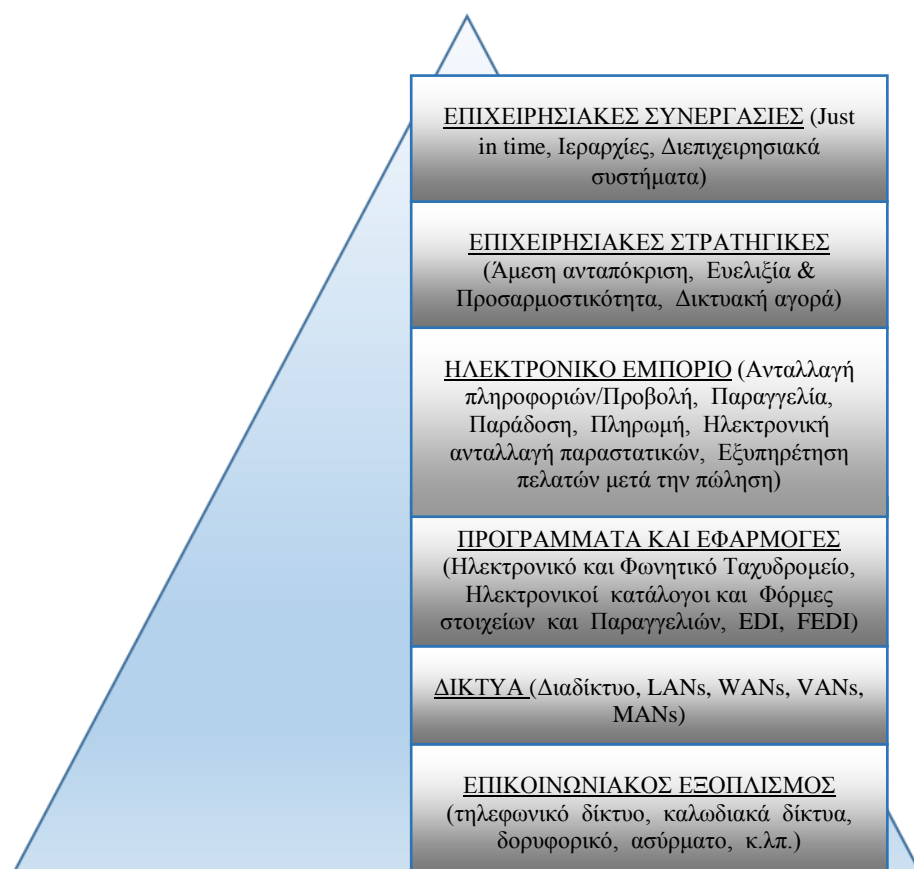 ΕΠΙΧΕΙΡΗΣΙΑΚΕΣ ΣΥΝΕΡΓΑΣΙΕΣ (Just
in time, Ιεραρχίες, Διεπιχειρησιακά
συστήματα)
ΕΠΙΧΕΙΡΗΣΙΑΚΕΣ ΣΤΡΑΤΗΓΙΚΕΣ
(Άμεση ανταπόκριση, Ευελιξία &
Προσαρμοστικότητα, Δικτυακή αγορά)
ΗΛΕΚΤΡΟΝΙΚΟ ΕΜΠΟΡΙΟ (Ανταλλαγή
πληροφοριών/Προβολή, Παραγγελία,
Παράδοση, Πληρωμή, Ηλεκτρονική
ανταλλαγή παραστατικών, Εξυπηρέτηση
πελατών μετά την πώληση)
ΠΡΟΓΡΑΜΜΑΤΑ ΚΑΙ ΕΦΑΡΜΟΓΕΣ
(Ηλεκτρονικό και Φωνητικό Ταχυδρομείο,
Ηλεκτρονικοί κατάλογοι και Φόρμες
στοιχείων και Παραγγελιών, EDI, FEDI)
ΔΙΚΤΥΑ (Διαδίκτυο, LANs, WANs, VANs,
MANs)
ΕΠΙΚΟΙΝΩΝΙΑΚΟΣ ΕΞΟΠΛΙΣΜΟΣ
(τηλεφωνικό δίκτυο, καλωδιακά δίκτυα,
δορυφορικό, ασύρματο, κ.λπ.)